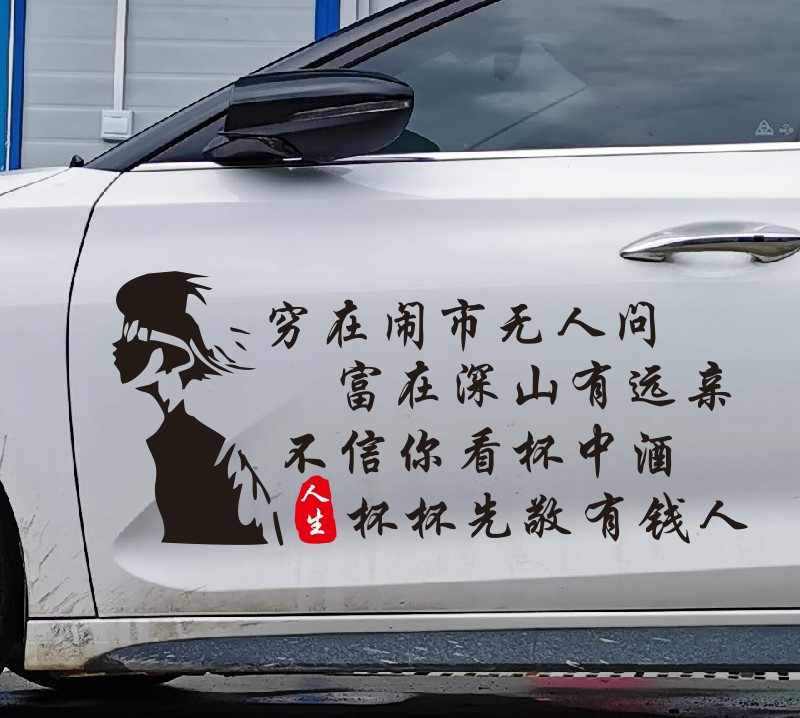 穷在闹市无人问
富在深山有远亲
不信你看杯中酒
人生
杯杯先敬有钱人